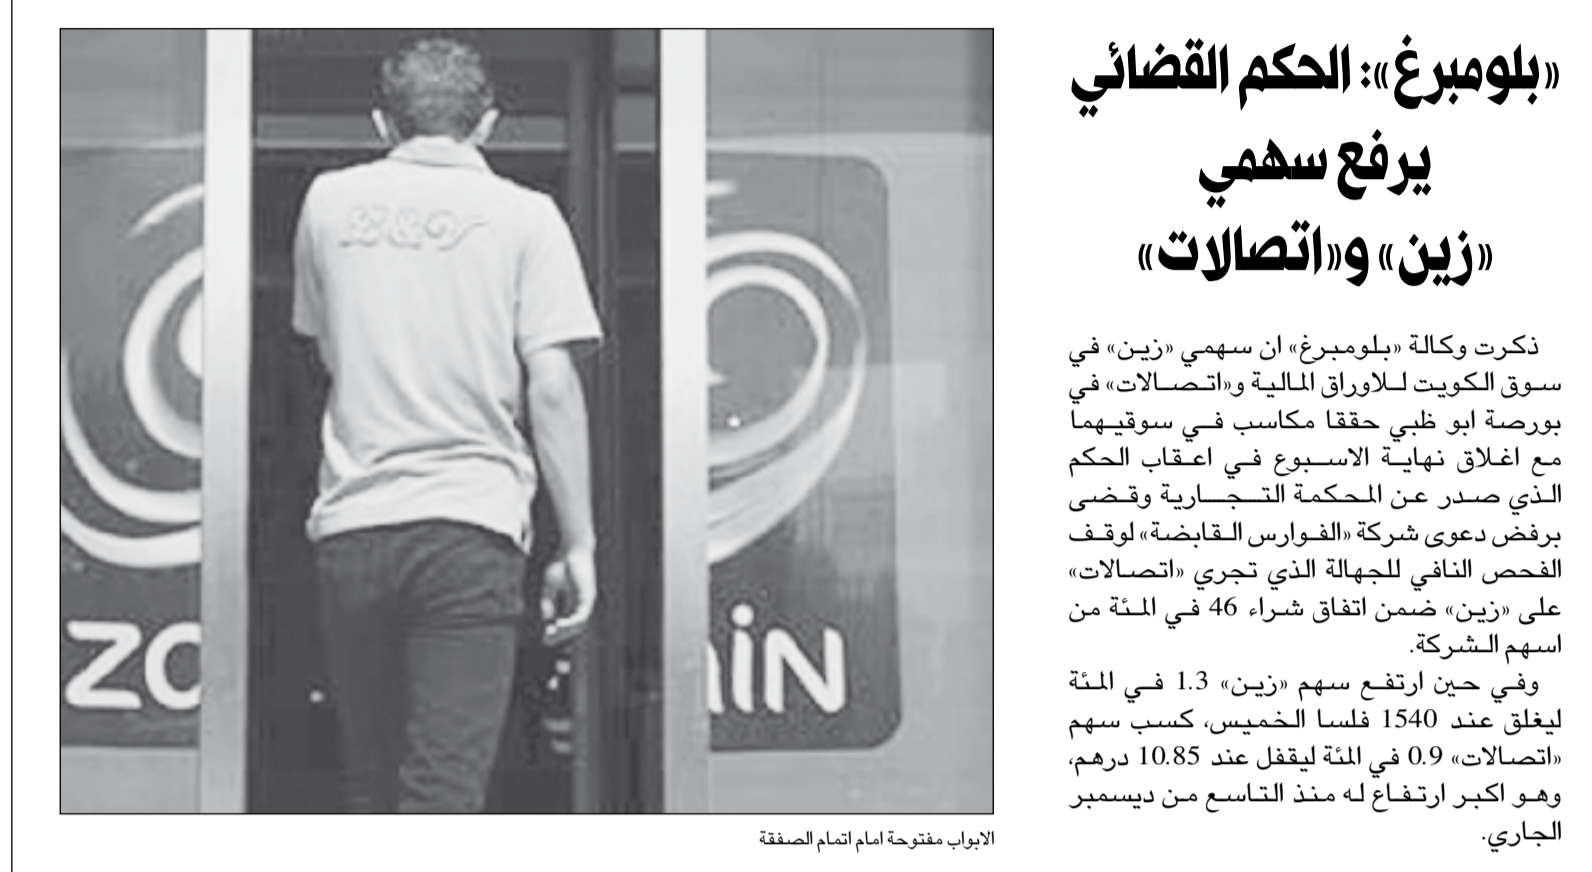 «بلومبرغ»: الحكم القضائي
يرفع سهمي
«زين» و«اتصالات»
ذكرت وكالة «بلومبرغ» ان سهمي «زين» في
سوق الكويت للاوراق المالية و«اتصالات» في
بورصة ابو ظبي حققا مكاسب في سوقيهما
مع اغلاق نهاية الاسبوع في اعقاب الحكم
الذي صدر عن المحكمة التجارية وقضى
برفض دعوى شركة «الفوارس القابضة» لوقف
الفحص النافي للجهالة الذي تجري «اتصالات»
على «زين» ضمن اتفاق شراء 46 في المئة من
اسهم الشركة.
وفي حين ارتفع سهم «زين» 1.3 في المئة
ليغلق عند 1540 فلسا الخميس، كسب سهم
«اتصالات» 0.9 في المئة ليقفل عند 10.85 درهم،
وهو اكبر ارتفاع له منذ التاسع من ديسمبر
الجاري.
ZO
ain
الابواب مفتوحة امام اتمام الصفقة